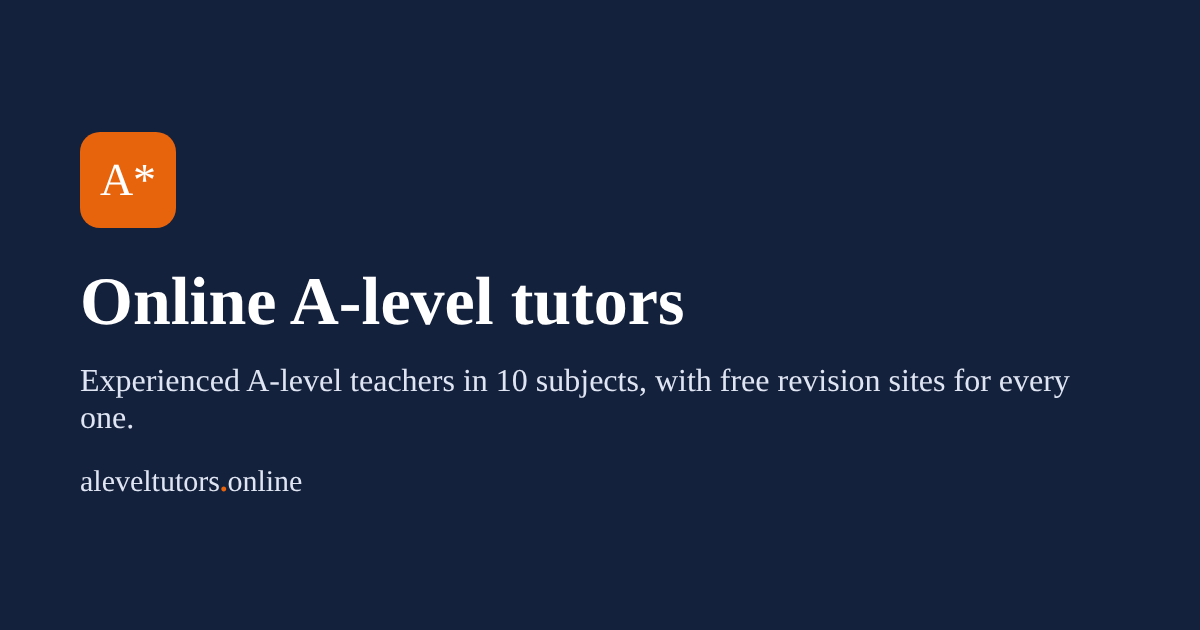 A*
Online A-level tutors
Experienced A-level teachers in 10 subjects, with free revision sites for every
one.
aleveltutors.online